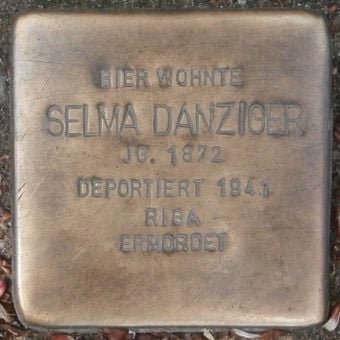 HIER WOHNTE
SELMA DANZIGER
JG. 1872
DEPORTIERT 1941
RIGA
ERMORDET